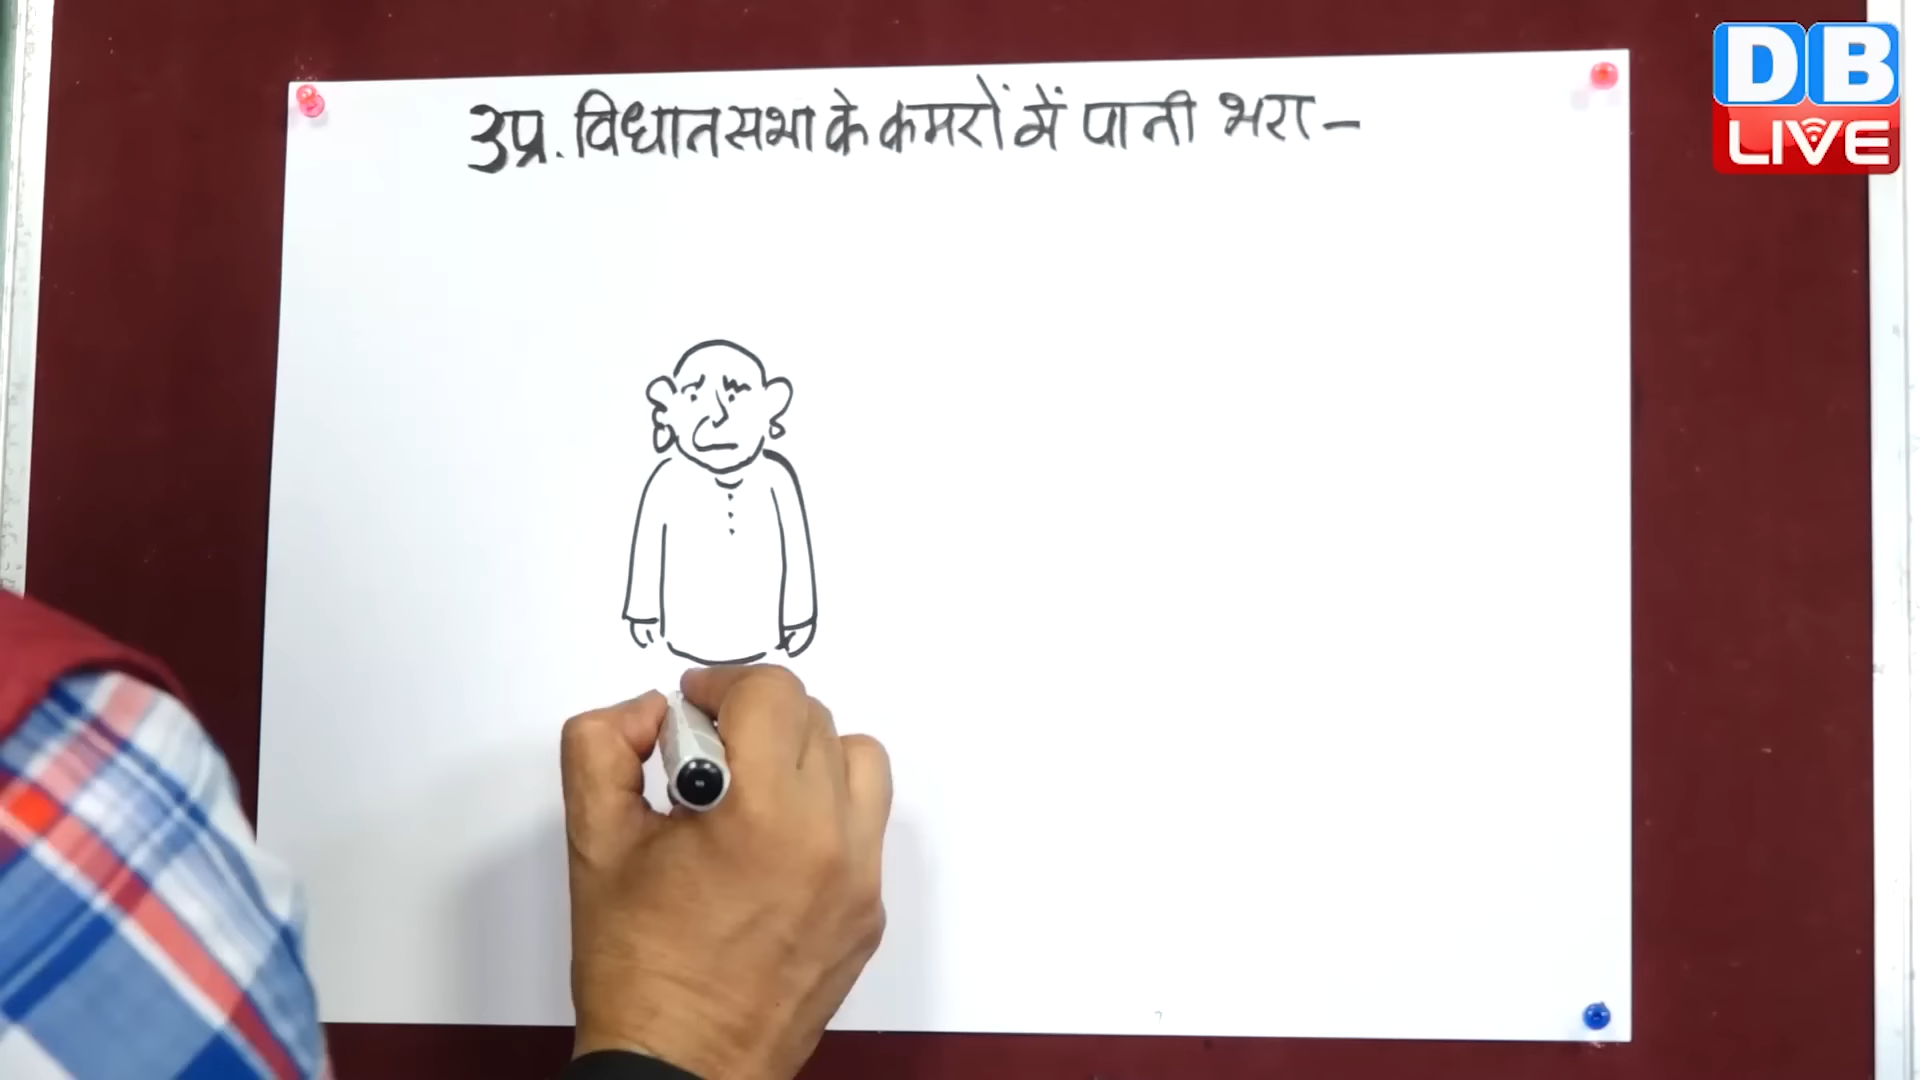 उप्र. विधानसभा के कमरों में पानी भरा-
DB
LIVE